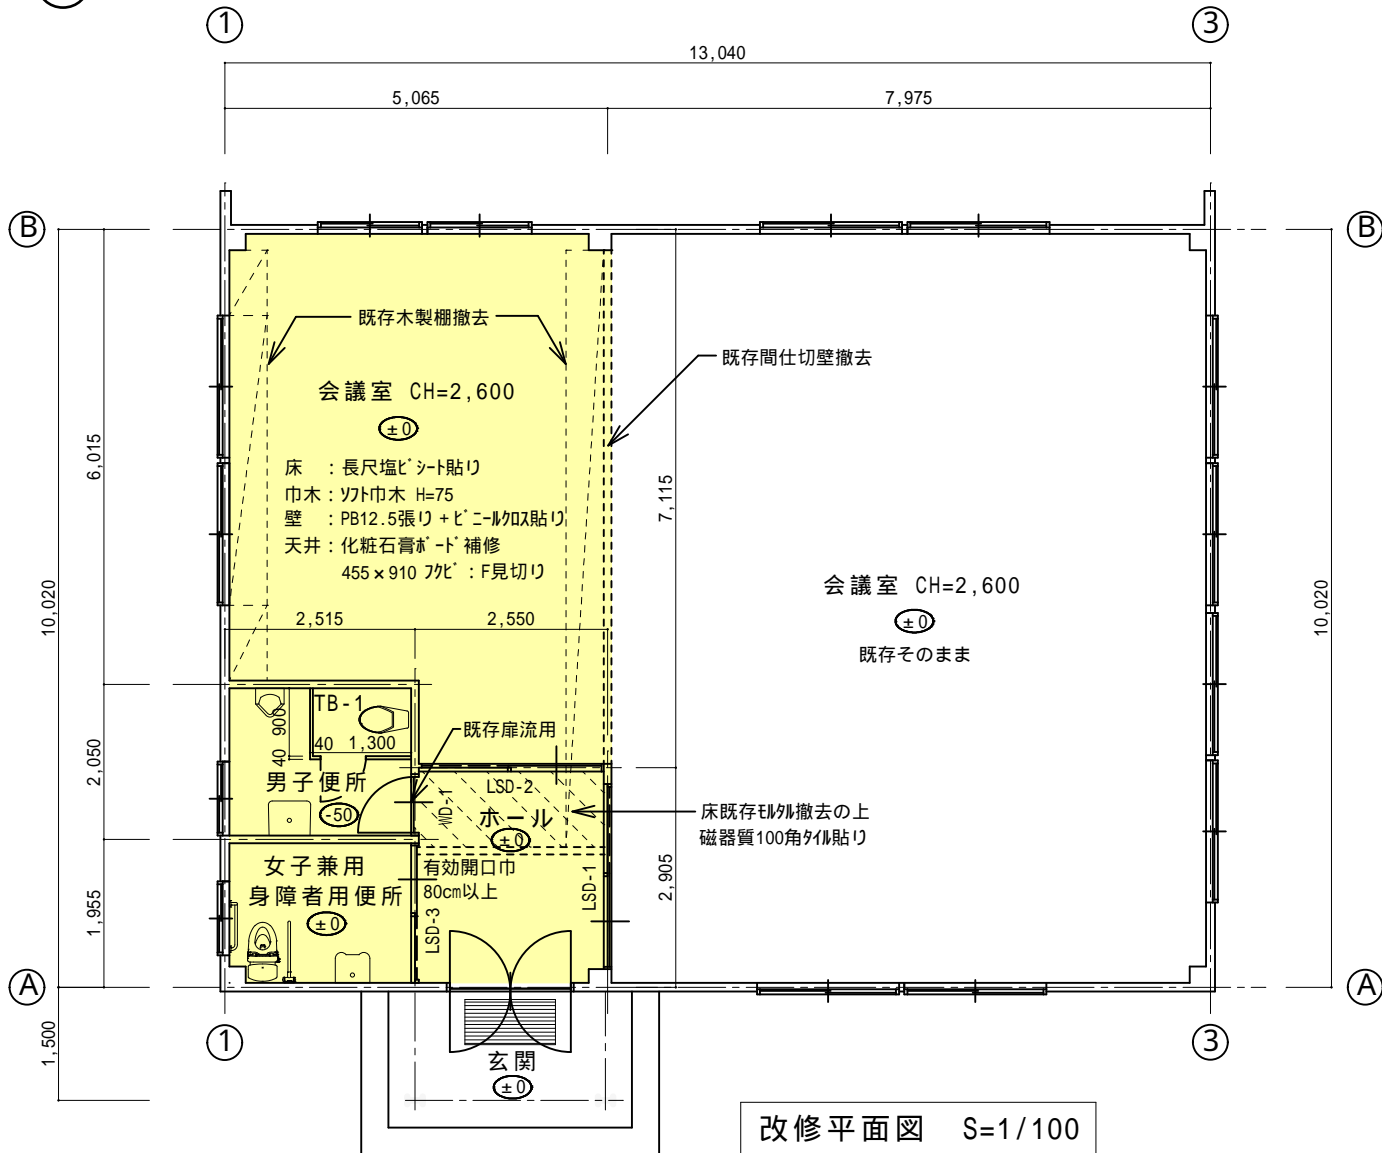 1
3
13,040
5,065
7,975
B
B
既存木製棚撤去
既存間仕切壁撤去
会議室 CH=2,600
±0
床 :長尺塩ビシート貼り
巾木:ソフト巾木 H=75
壁 :PB12.5張り+ビニールクロス貼り
天井:化粧石膏ボード補修
455×910 フクビ:F見切り
6,015
7,115
10,020
10,020
会議室 CH=2,600
±0
既存そのまま
2,515
2,550
TB-1
900
40
40 1,300
既存扉流用
2,050
男子便所
-50
WD-1
LSD-2
ホール
±0
床既存モルタル撤去の上
磁器質100角タイル貼り
女子兼用
身障者用便所
±0
有効開口巾
80cm以上
LSD-3
LSD-1
2,905
1,955
A
A
1,500
1
3
玄関
±0
改修平面図 S=1/100